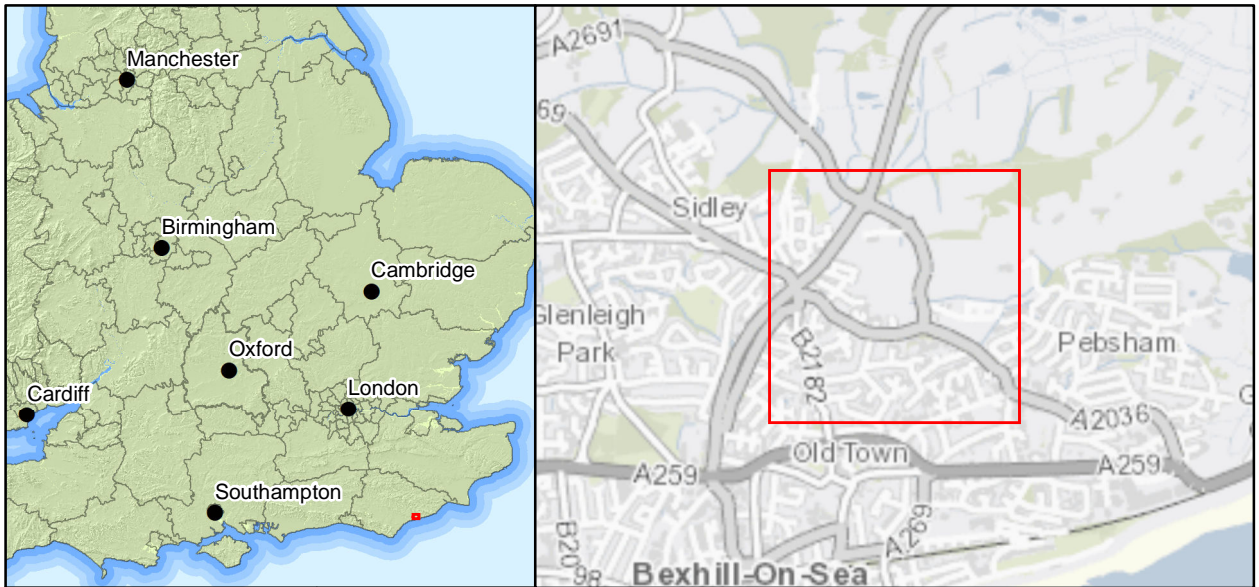 Manchester
Birmingham
Cambridge
Oxford
London
Cardiff
Southampton
A2691
69
Sidley
Glenleigh
Park
B2182
Pebsham
A2036
Old Town
A259
A259
A269
B2098
Bexhill-On-Sea